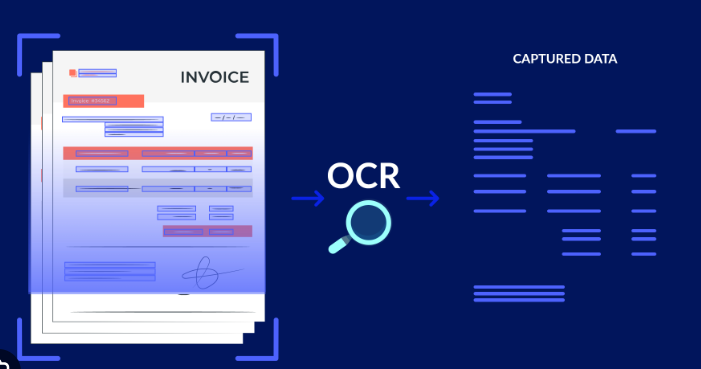 INVOICE
OCR
CAPTURED DATA